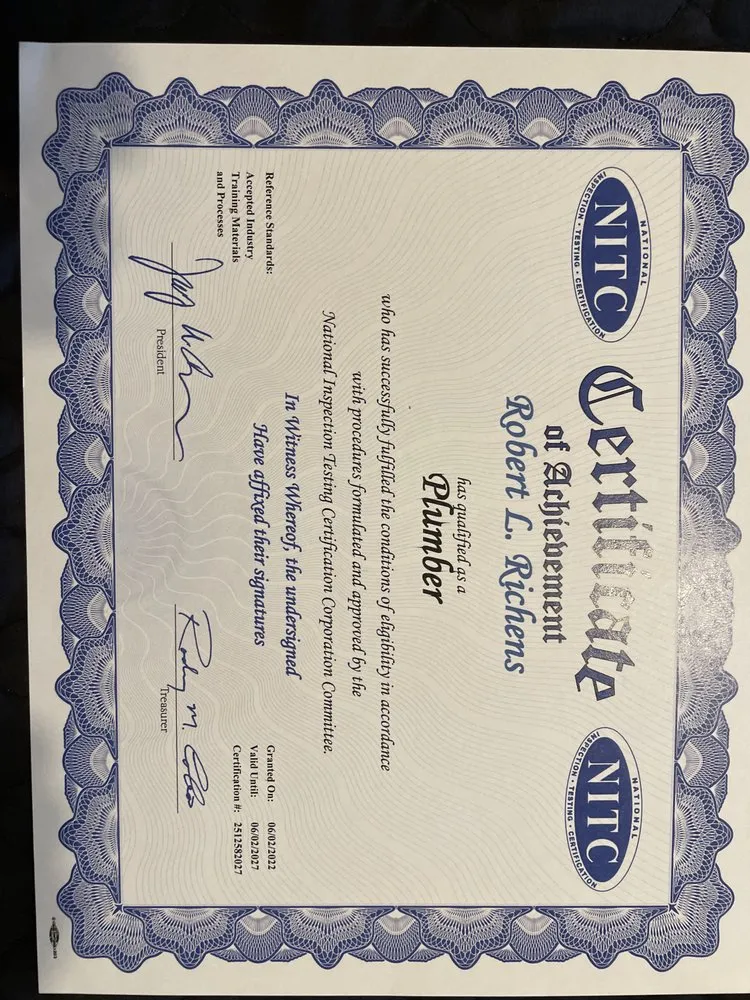 NATIONAL
NITC
INSPECTION • TESTING • CERTIFICATION
Certificate
of Achievement
NATIONAL
NITC
INSPECTION • TESTING • CERTIFICATION
Robert L. Richens
has qualified as a
Plumber
who has successfully fulfilled the conditions of eligibility in accordance
with procedures formulated and approved by the
National Inspection Testing Certification Corporation Committee.
In Witness Whereof, the undersigned
Have affixed their signatures
Reference Standards:
Accepted Industry
Training Materials
and Processes
President
Treasurer
Granted On: 06/02/2022
Valid Until: 06/02/2027
Certification #: 2512582027